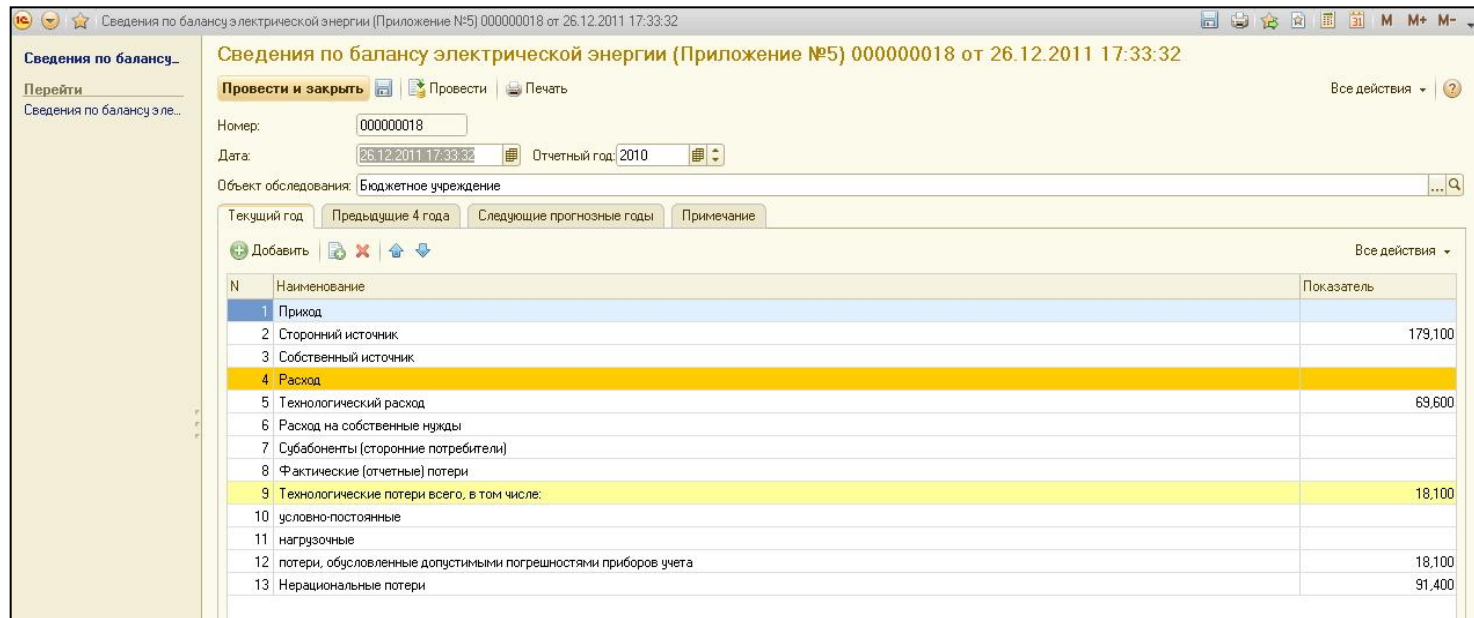 Сведения по балансу электрической энергии (Приложение №5) 000000018 от 26.12.2011 17:33:32 31 M M+ M-
Сведения по балансу...
Перейти
Сведения по балансу эле...
Сведения по балансу электрической энергии (Приложение №5) 000000018 от 26.12.2011 17:33:32
Провести и закрыть Провести Печать Все действия ?
Номер: 000000018
Дата: 26.12.2011 17:33:32 Отчетный год: 2010
Объект обследования: Бюджетное учреждение ...
Текущий год Предыдущие 4 года Следующие прогнозные годы Примечание
Добавить Все действия
N Наименование Показатель
1 Приход
2 Сторонний источник 179,100
3 Собственный источник
4 Расход
5 Технологический расход 69,600
6 Расход на собственные нужды
7 Субабоненты (сторонние потребители)
8 Фактические (отчетные) потери
9 Технологические потери всего, в том числе: 18,100
10 условно-постоянные
11 нагрузочные
12 потери, обусловленные допустимыми погрешностями приборов учета 18,100
13 Нерациональные потери 91,400